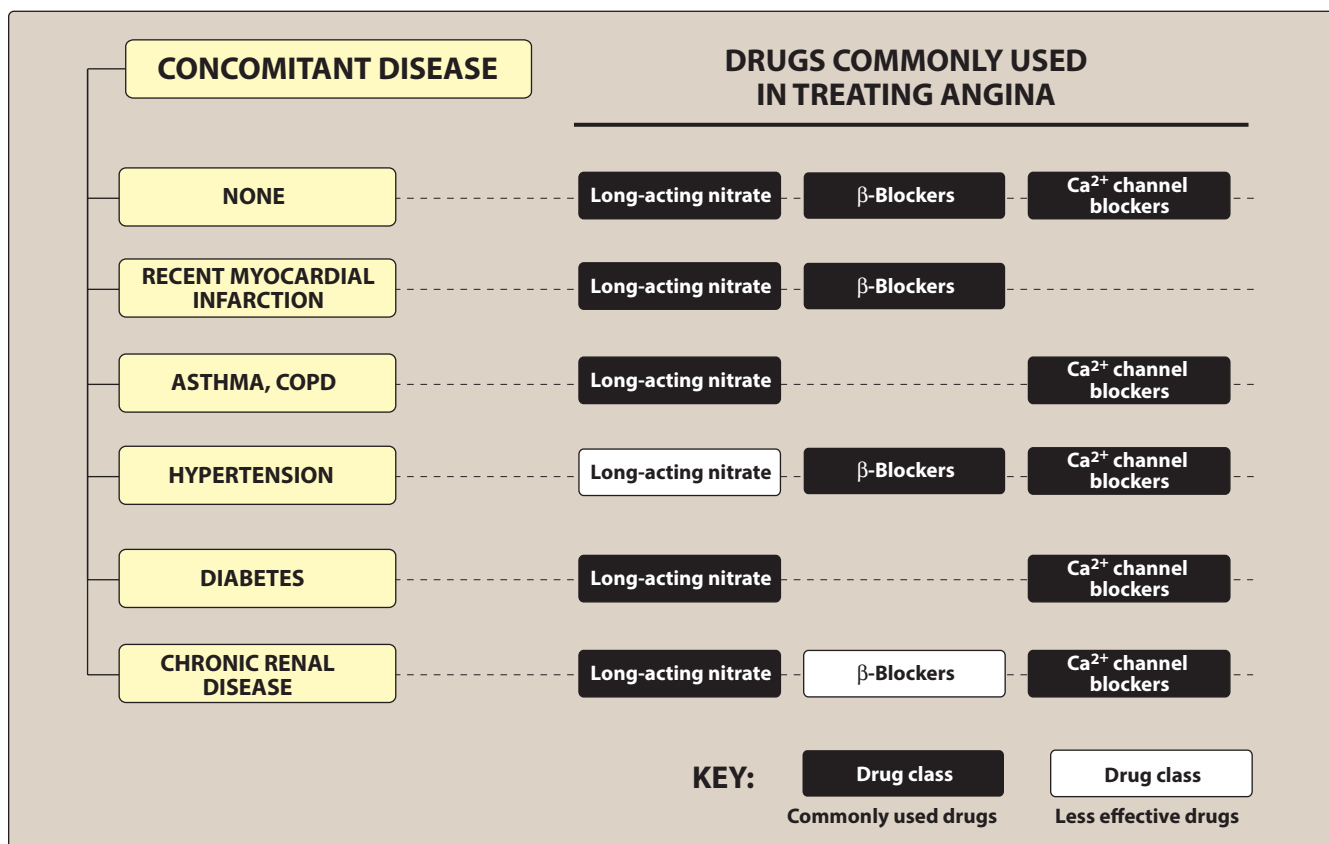 CONCOMITANT DISEASE
DRUGS COMMONLY USED
IN TREATING ANGINA
NONE
Long-acting nitrate
β-Blockers
Ca²⁺ channel
blockers
RECENT MYOCARDIAL
INFARCTION
Long-acting nitrate
β-Blockers
ASTHMA, COPD
Long-acting nitrate
Ca²⁺ channel
blockers
HYPERTENSION
Long-acting nitrate
β-Blockers
Ca²⁺ channel
blockers
DIABETES
Long-acting nitrate
Ca²⁺ channel
blockers
CHRONIC RENAL
DISEASE
Long-acting nitrate
β-Blockers
Ca²⁺ channel
blockers
KEY:
Drug class
Commonly used drugs
Drug class
Less effective drugs